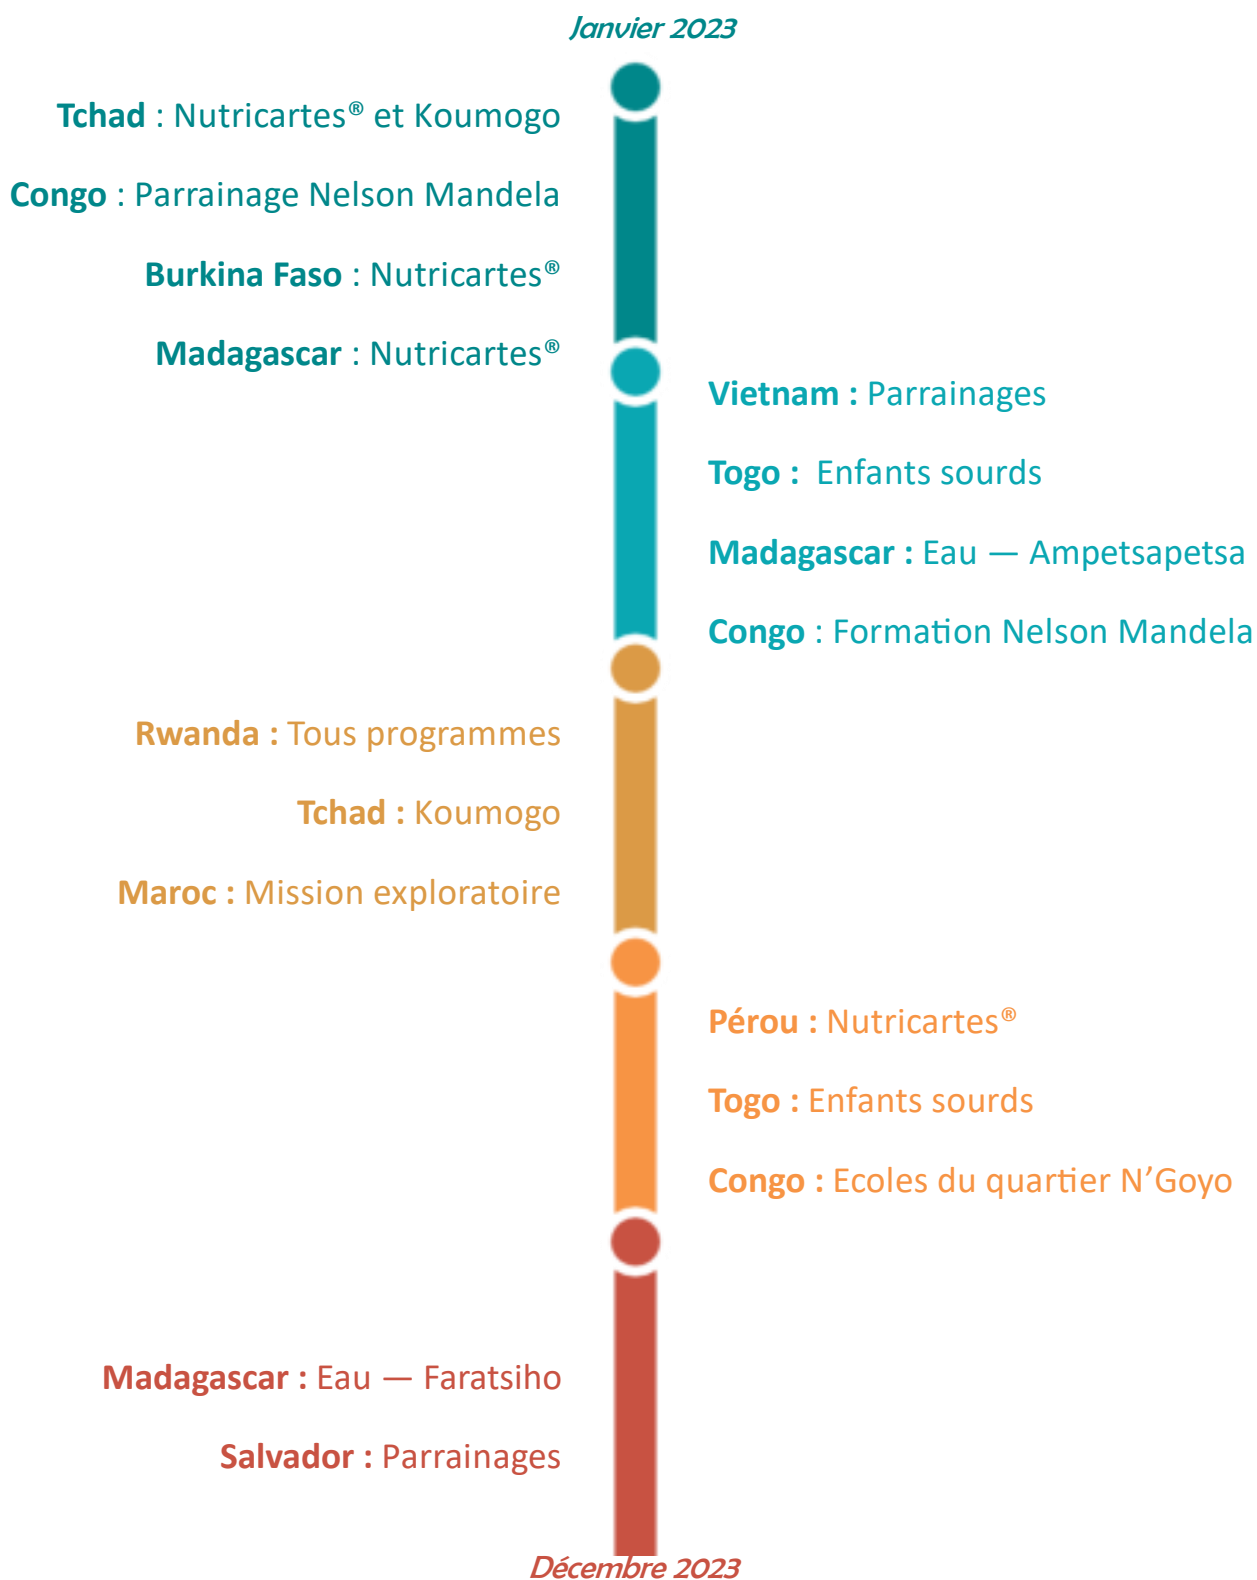 Janvier 2023
Tchad : Nutricartes® et Koumogo
Congo : Parrainage Nelson Mandela
Burkina Faso : Nutricartes®
Madagascar : Nutricartes®
Vietnam : Parrainages
Togo :  Enfants sourds
Madagascar : Eau — Ampetsapetsa
Congo : Formation Nelson Mandela
Rwanda : Tous programmes
Tchad : Koumogo
Maroc : Mission exploratoire
Pérou : Nutricartes®
Togo : Enfants sourds
Congo : Ecoles du quartier N’Goyo
Madagascar : Eau — Faratsiho
Salvador : Parrainages
Décembre 2023